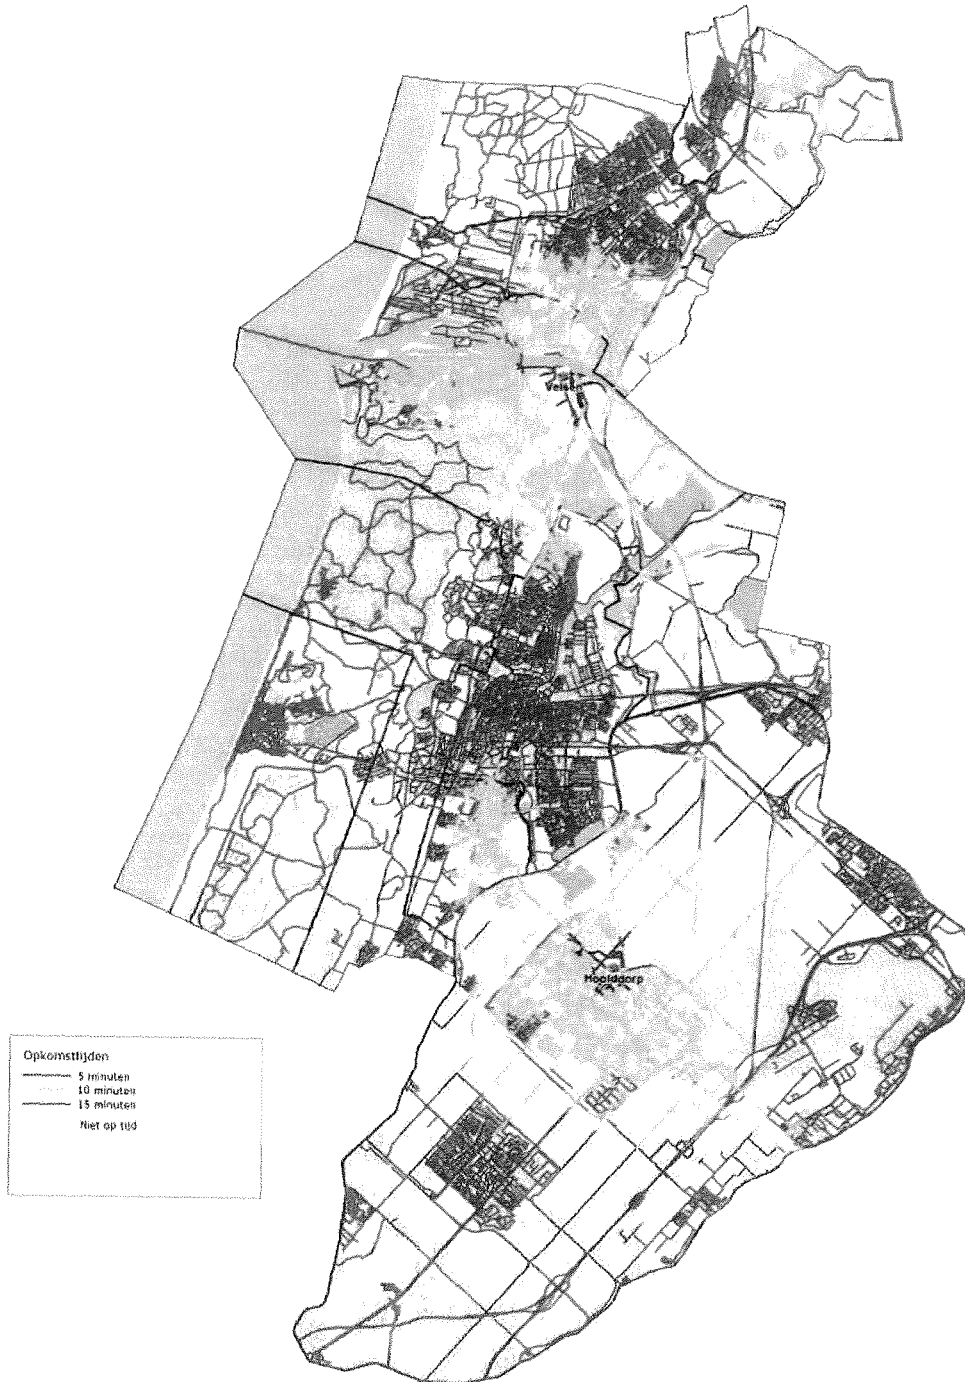 Velsen
Hoofddorp
Opkomsttijden
5 minuten
10 minuten
15 minuten
Niet op tijd